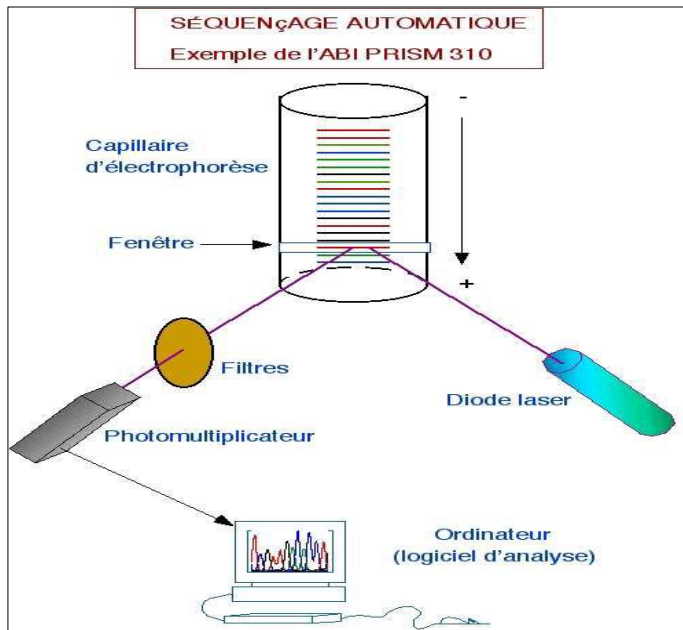 SÉQUENçAGE AUTOMATIQUE
Exemple de l'ABI PRISM 310
-
Capillaire
d'électrophorèse
Fenêtre
+
Filtres
Diode laser
Photomultiplicateur
Ordinateur
(logiciel d'analyse)